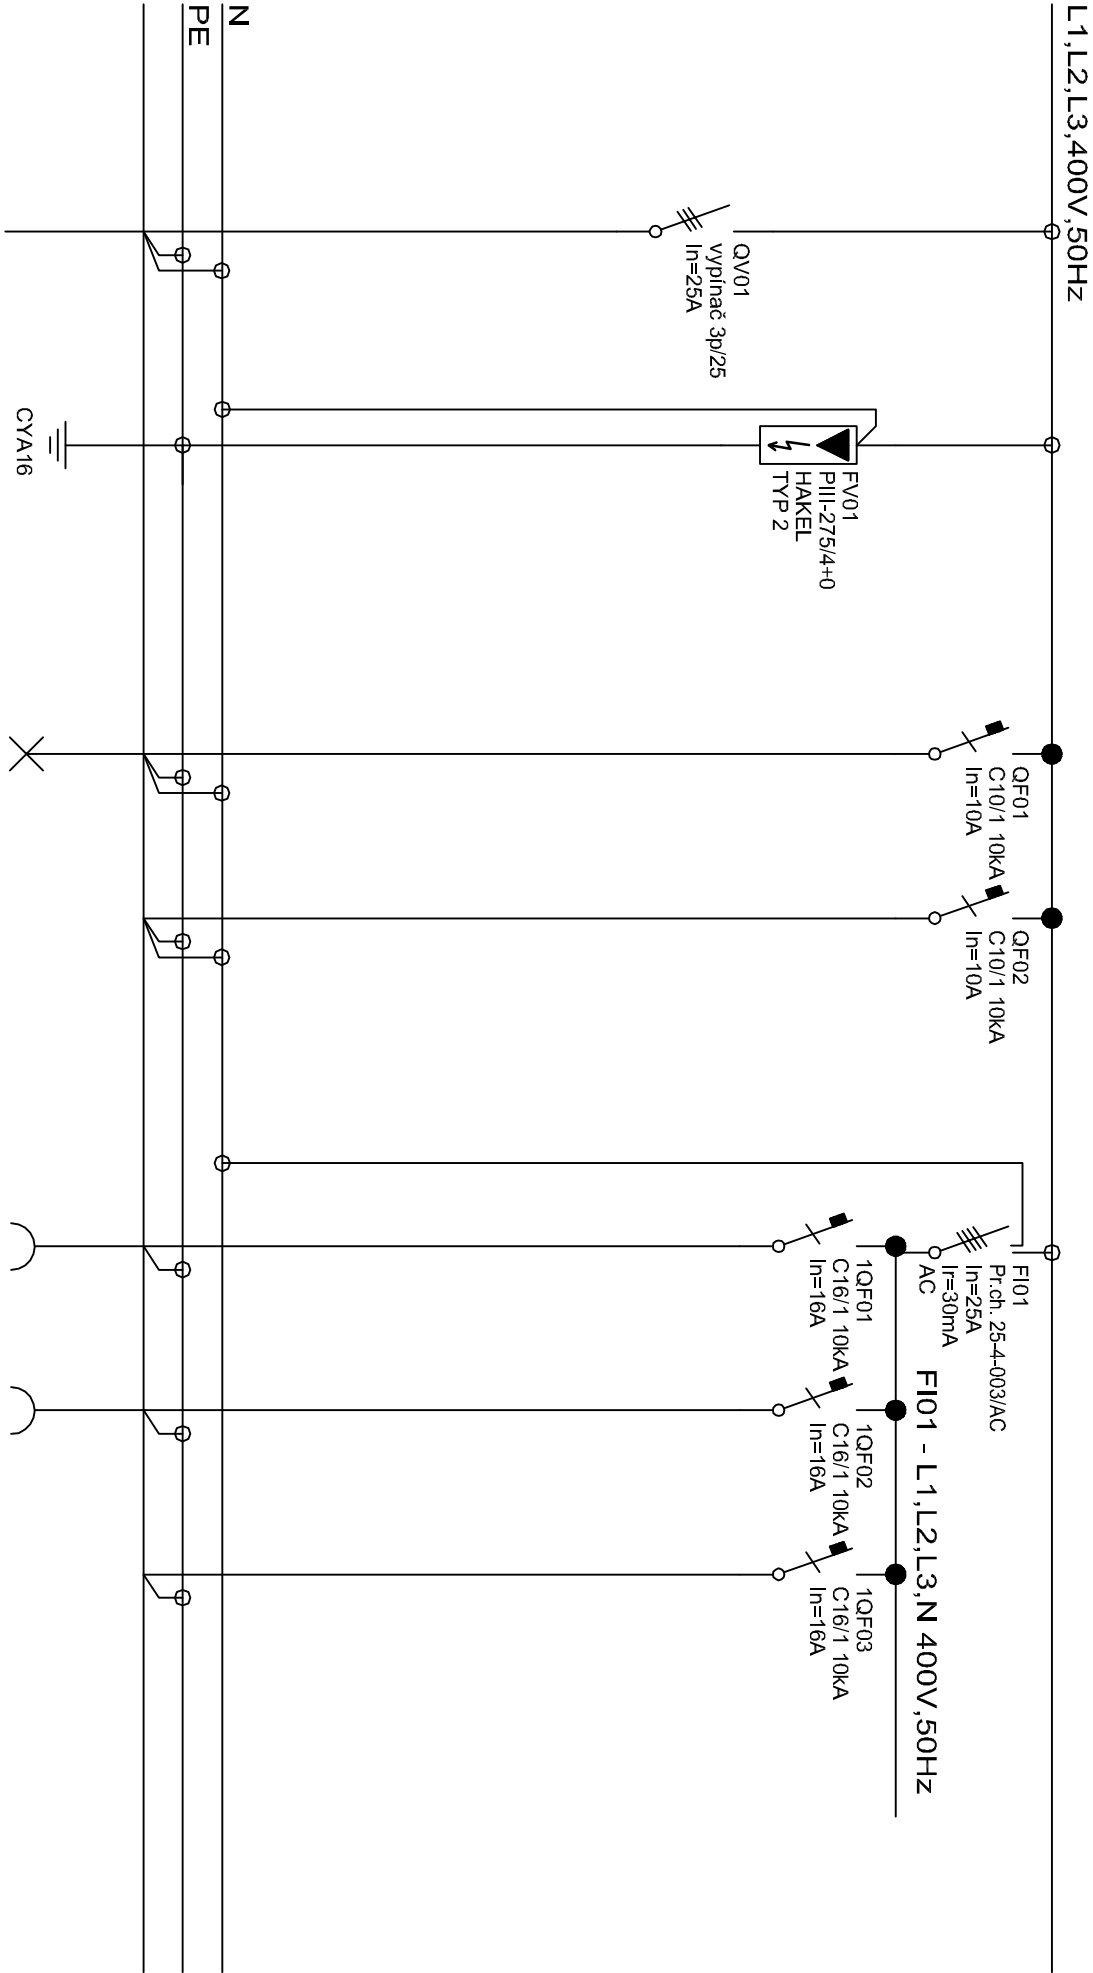 L1,L2,L3,400V,50Hz
N
PE
QV01
vypínač 3p/25
In=25A
FV01
PIII-275/4+0
HAKEL
TYP 2
CYA16
QF01
C10/1 10kA
In=10A
QF02
C10/1 10kA
In=10A
FI01
Pr.ch. 25-4-003/AC
In=25A
Ir=30mA
AC
FI01 - L1,L2,L3,N 400V,50Hz
1QF01
C16/1 10kA
In=16A
1QF02
C16/1 10kA
In=16A
1QF03
C16/1 10kA
In=16A